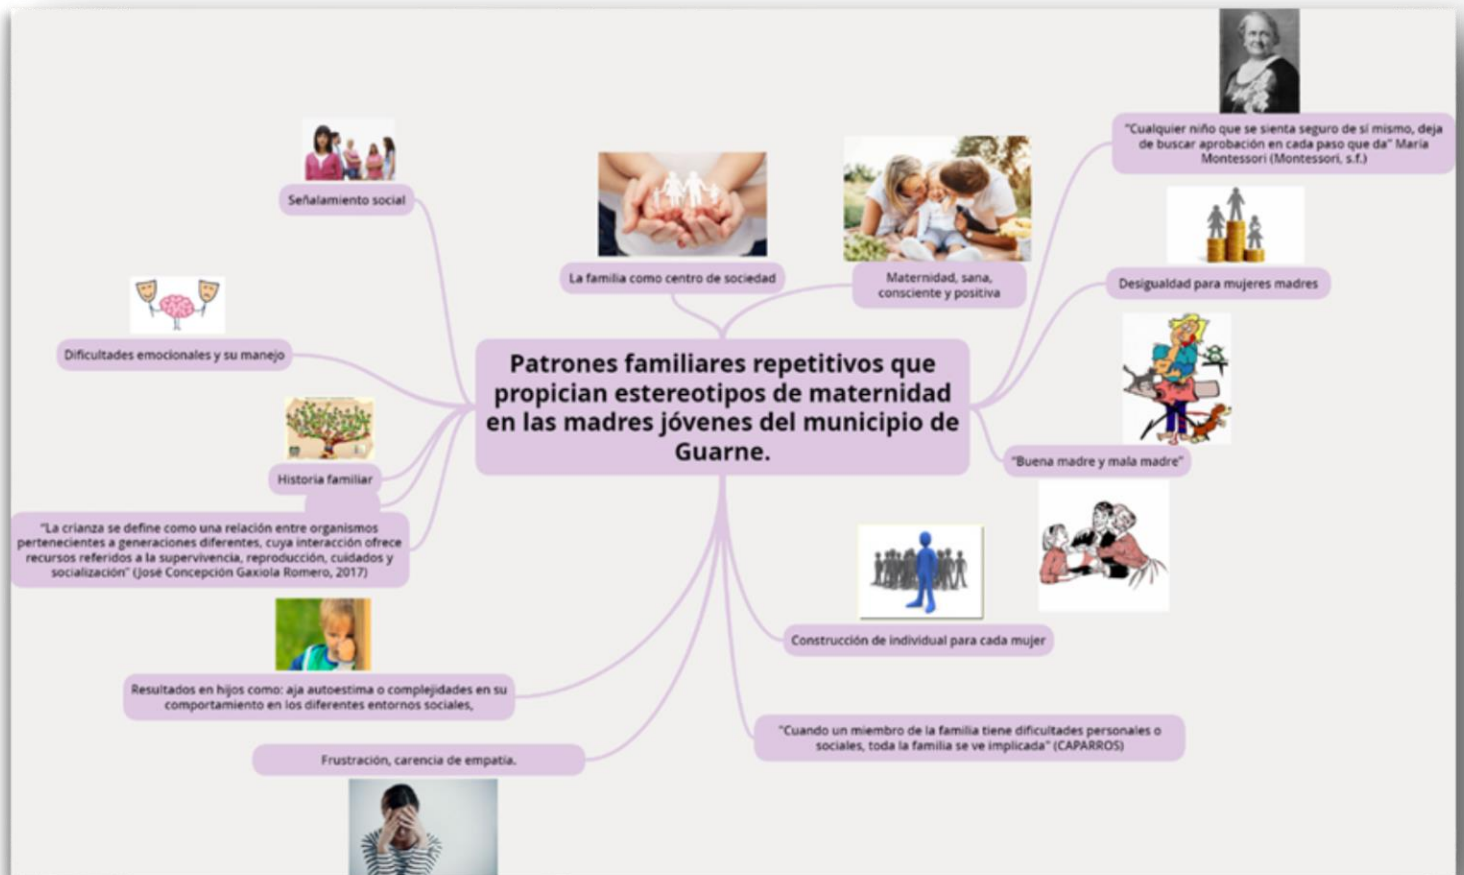 "Cualquier niño que se sienta seguro de sí mismo, deja
de buscar aprobación en cada paso que da" María
Montessori (Montessori, s.f.)
Señalamiento social
La familia como centro de sociedad
Maternidad, sana,
consciente y positiva
Desigualdad para mujeres madres
Dificultades emocionales y su manejo
Patrones familiares repetitivos que
propician estereotipos de maternidad
en las madres jóvenes del municipio de
Guarne.
"Buena madre y mala madre"
Historia familiar
"La crianza se define como una relación entre organismos
pertenecientes a generaciones diferentes, cuya interacción ofrece
recursos referidos a la supervivencia, reproducción, cuidados y
socialización" (José Concepción Gaxiola Romero, 2017)
Construcción de individual para cada mujer
Resultados en hijos como: aja autoestima o complejidades en su
comportamiento en los diferentes entornos sociales,
"Cuando un miembro de la familia tiene dificultades personales o
sociales, toda la familia se ve implicada" (CAPARROS)
Frustración, carencia de empatía.